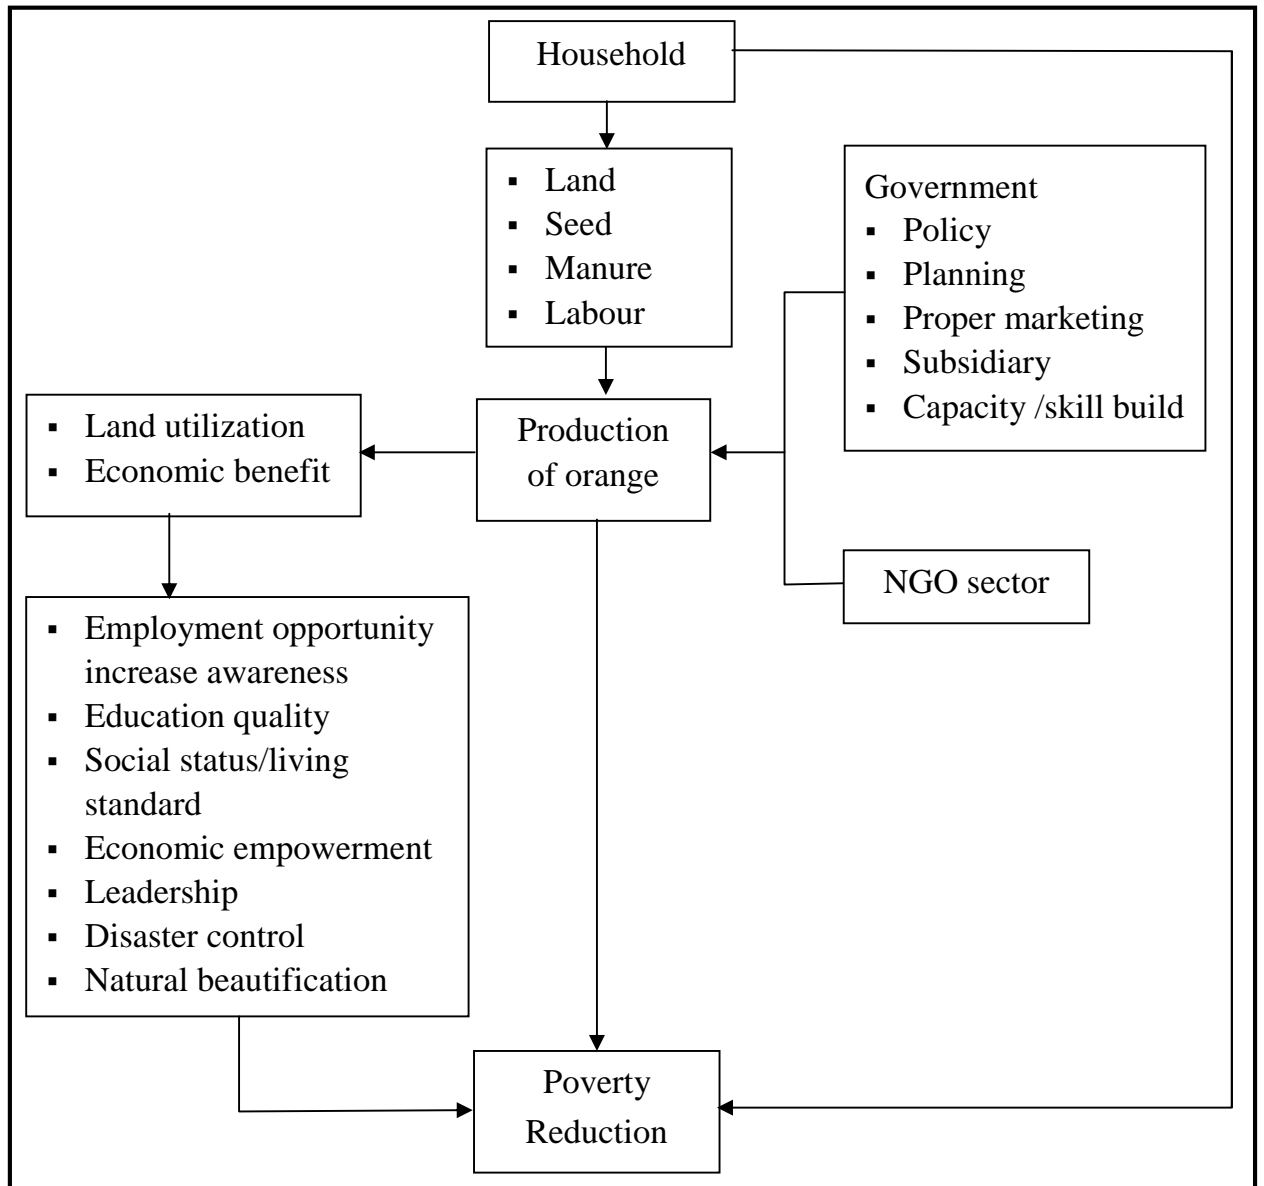 Household
▪ Land
▪ Seed
▪ Manure
▪ Labour
Government
▪ Policy
▪ Planning
▪ Proper marketing
▪ Subsidiary
▪ Capacity /skill build
▪ Land utilization
▪ Economic benefit
Production
of orange
NGO sector
▪ Employment opportunity
increase awareness
▪ Education quality
▪ Social status/living
standard
▪ Economic empowerment
▪ Leadership
▪ Disaster control
▪ Natural beautification
Poverty
Reduction